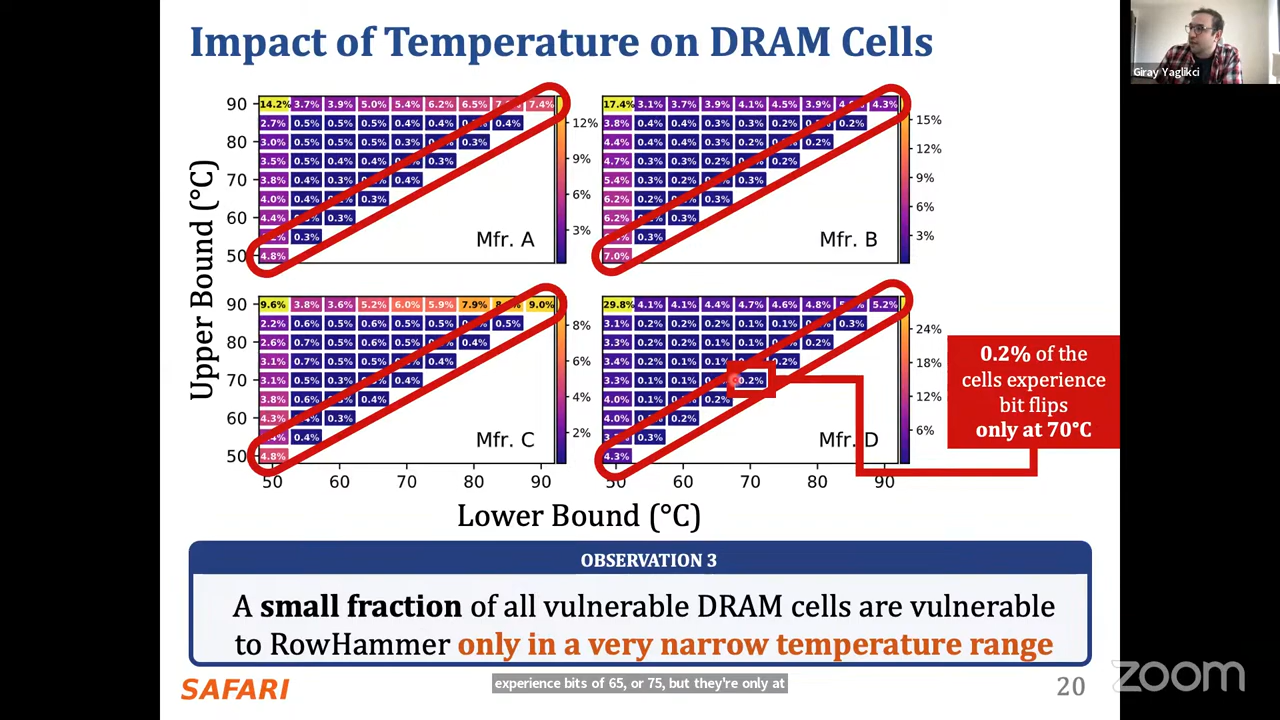 Impact of Temperature on DRAM Cells
Giray Yaglikci
Upper Bound (°C)
90
80
70
60
50
14.2% 3.7% 3.9% 5.0% 5.4% 6.2% 6.5% 7.4%
2.7% 0.5% 0.5% 0.5% 0.4% 0.4% 0.4%
3.0% 0.5% 0.5% 0.3% 0.3%
3.5% 0.5% 0.4% 0.4% 0.3%
3.8% 0.4% 0.3% 0.4%
4.0% 0.4% 0.3%
4.4% 0.3%
0.3%
4.8%
Mfr. A
12%
9%
6%
3%
17.4% 3.1% 3.7% 3.9% 4.1% 4.5% 3.9% 4.3%
3.8% 0.4% 0.4% 0.3% 0.3% 0.2% 0.2%
4.4% 0.4% 0.4% 0.3% 0.2% 0.2%
4.7% 0.3% 0.3% 0.2% 0.2%
5.4% 0.3% 0.2% 0.3%
6.2% 0.2% 0.3%
6.2% 0.3%
0.3%
7.0%
Mfr. B
15%
12%
9%
6%
3%
90
80
70
60
50
9.6% 3.8% 3.6% 5.2% 6.0% 5.9% 7.9% 9.0%
2.2% 0.5% 0.6% 0.5% 0.5% 0.5% 0.5%
2.6% 0.7% 0.5% 0.6% 0.5% 0.4%
3.1% 0.7% 0.5% 0.5% 0.4%
3.1% 0.5% 0.3% 0.4%
3.8% 0.6% 0.4%
4.3% 0.3%
0.4%
4.8%
Mfr. C
8%
6%
4%
2%
29.8% 4.1% 4.1% 4.4% 4.7% 4.6% 4.8% 5.2%
3.1% 0.2% 0.2% 0.2% 0.1% 0.1% 0.3%
3.3% 0.2% 0.1% 0.1% 0.1% 0.2%
3.4% 0.2% 0.1% 0.1% 0.2%
3.3% 0.1% 0.1% 0.2%
4.0% 0.1% 0.2%
4.0% 0.2%
0.3%
4.3%
Mfr. D
24%
18%
12%
6%
50 60 70 80 90
50 60 70 80 90
Lower Bound (°C)
0.2% of the
cells experience
bit flips
only at 70°C
OBSERVATION 3
A small fraction of all vulnerable DRAM cells are vulnerable
to RowHammer only in a very narrow temperature range
SAFARI
experience bits of 65, or 75, but they're only at
20
zoom